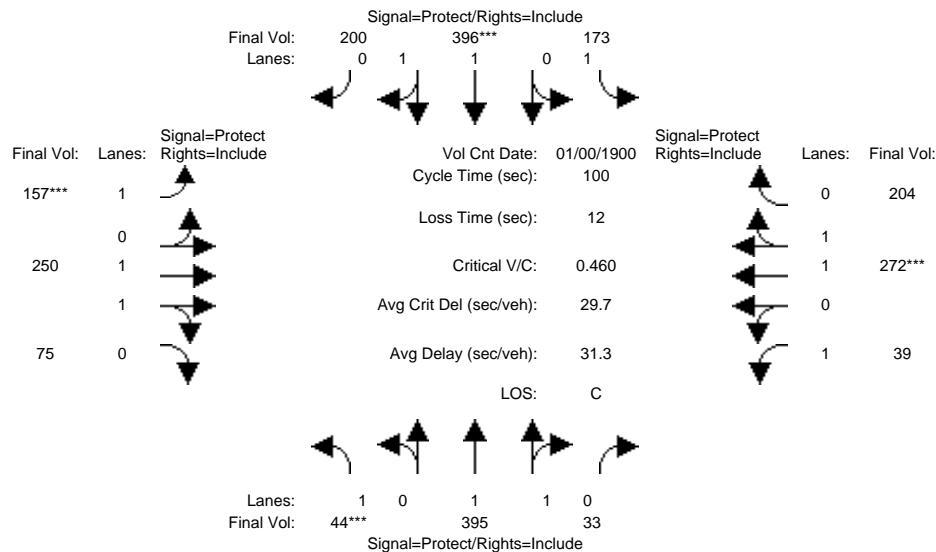 Signal=Protect/Rights=Include
Final Vol: 200 396*** 173
Lanes: 0 1 1 0 1
Signal=Protect
Final Vol: Lanes: Rights=Include
Vol Cnt Date: 01/00/1900
Signal=Protect
Rights=Include Lanes: Final Vol:
Cycle Time (sec): 100
157*** 1
0 204
Loss Time (sec): 12
0
1
250 1
Critical V/C: 0.460
1 272***
1
Avg Crit Del (sec/veh): 29.7
0
75 0
Avg Delay (sec/veh): 31.3
1 39
LOS: C
Lanes: 1 0 1 1 0
Final Vol: 44*** 395 33
Signal=Protect/Rights=Include